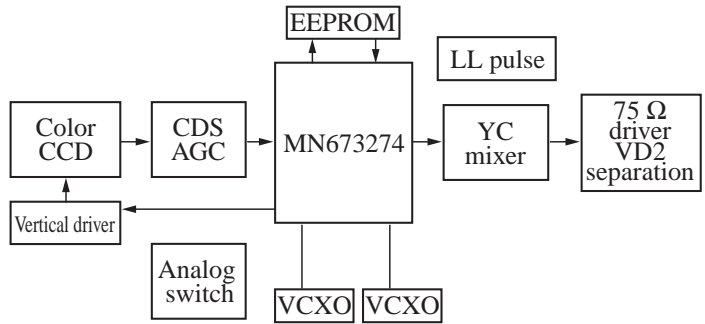 EEPROM
LL pulse
Color
CCD
CDS
AGC
MN673274
YC
mixer
75 Ω
driver
VD2
separation
Vertical driver
Analog
switch
VCXO
VCXO